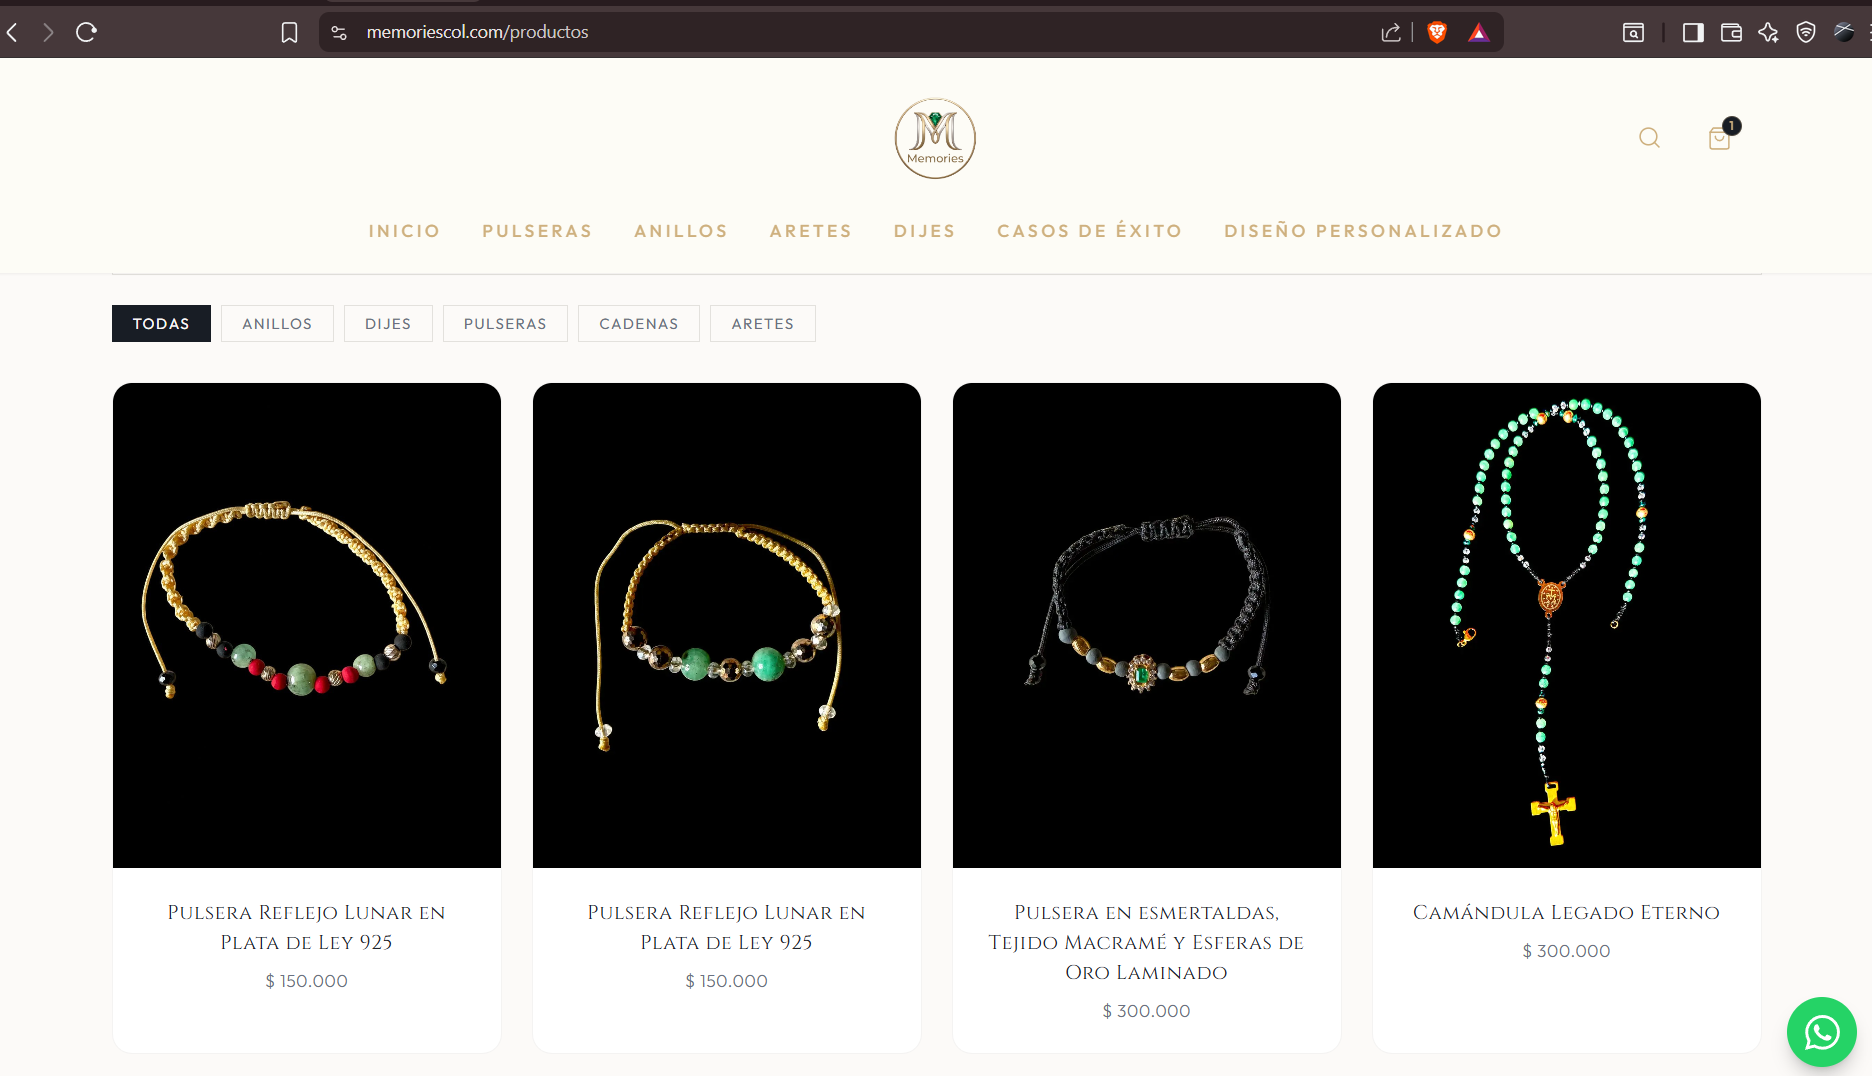 memoriescol.com/productos
Memories
1
INICIO PULSERAS ANILLOS ARETES DIJES CASOS DE ÉXITO DISEÑO PERSONALIZADO
TODAS ANILLOS DIJES PULSERAS CADENAS ARETES
Pulsera Reflejo Lunar en
Plata de Ley 925
$ 150.000
Pulsera Reflejo Lunar en
Plata de Ley 925
$ 150.000
Pulsera en esmertaldas,
Tejido Macramé y Esferas de
Oro Laminado
$ 300.000
Camándula Legado Eterno
$ 300.000